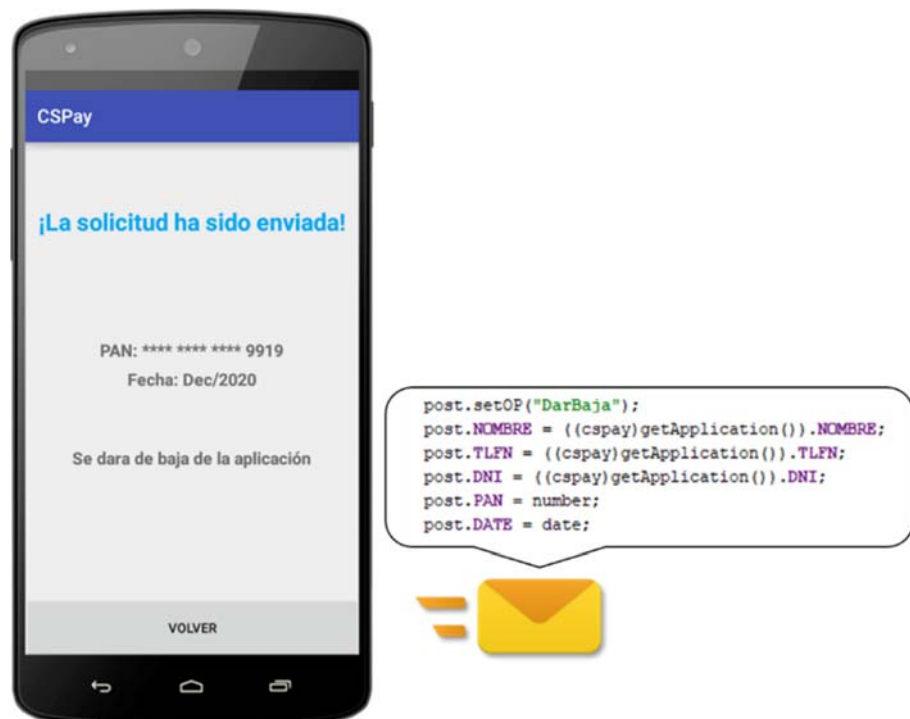 CSPay
¡La solicitud ha sido enviada!
PAN: **** **** **** 9919
Fecha: Dec/2020
Se dara de baja de la aplicación
VOLVER
post.setOP("DarBaja");
post.NOMBRE = ((cspay)getApplication()).NOMBRE;
post.TLFN = ((cspay)getApplication()).TLFN;
post.DNI = ((cspay)getApplication()).DNI;
post.PAN = number;
post.DATE = date;